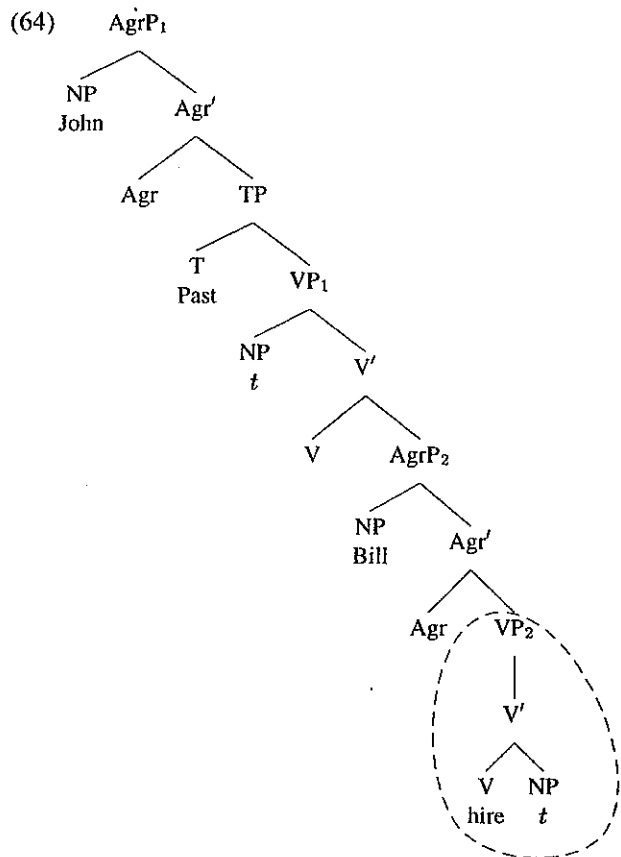 (64) AgrP₁
NP Agr′
John
Agr TP
T VP₁
Past
NP V′
t
V AgrP₂
NP Agr′
Bill
Agr VP₂
V′
V NP
hire t